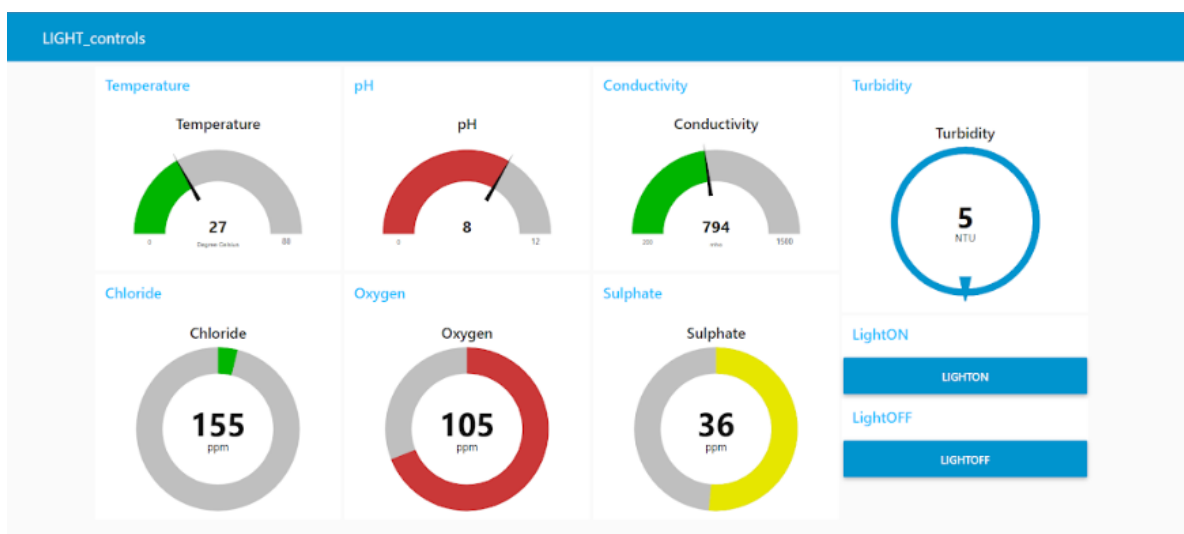 LIGHT_controls
Temperature
Temperature
27
Degree Celsius
0
80
pH
pH
8
0
12
Conductivity
Conductivity
794
200
1500
Turbidity
Turbidity
5
NTU
Chloride
Chloride
155
ppm
Oxygen
Oxygen
105
ppm
Sulphate
Sulphate
36
ppm
LightON
LIGHTON
LightOFF
LIGHTOFF